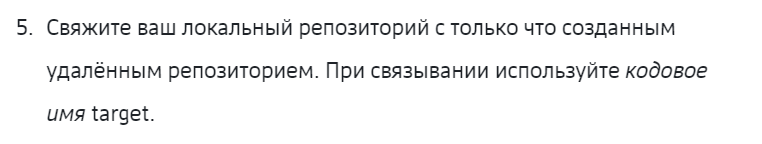 5. Свяжите ваш локальный репозиторий с только что созданным
удалённым репозиторием. При связывании используйте кодовое
имя target.